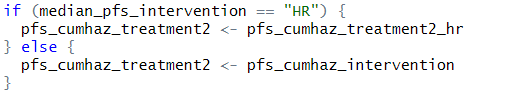 if (median_pfs_intervention == "HR") {
  pfs_cumhaz_treatment2 <- pfs_cumhaz_treatment2_hr
} else {
  pfs_cumhaz_treatment2 <- pfs_cumhaz_intervention
}